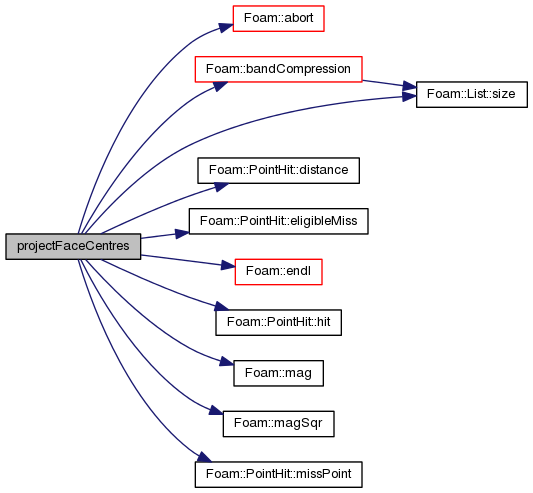 Foam::abort
Foam::bandCompression
Foam::List::size
Foam::PointHit::distance
Foam::PointHit::eligibleMiss
projectFaceCentres
Foam::endl
Foam::PointHit::hit
Foam::mag
Foam::magSqr
Foam::PointHit::missPoint